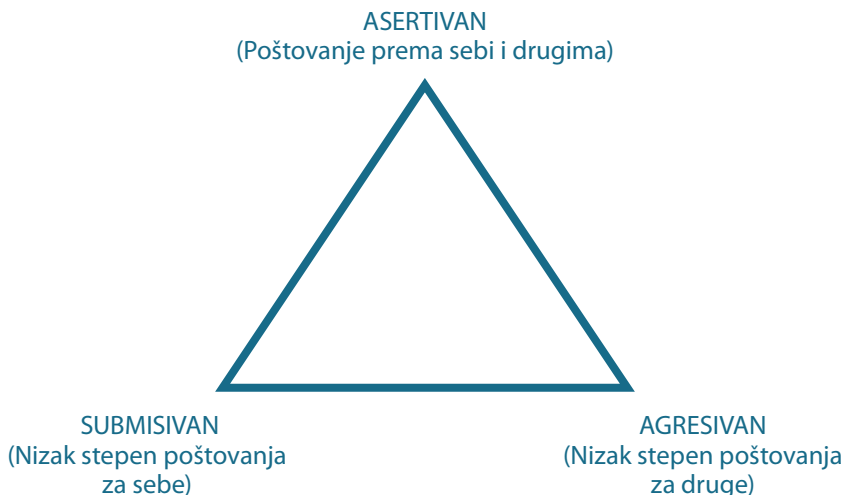 ASERTIVAN
(Poštovanje prema sebi i drugima)
SUBMISIVAN
(Nizak stepen poštovanja
za sebe)
AGRESIVAN
(Nizak stepen poštovanja
za druge)